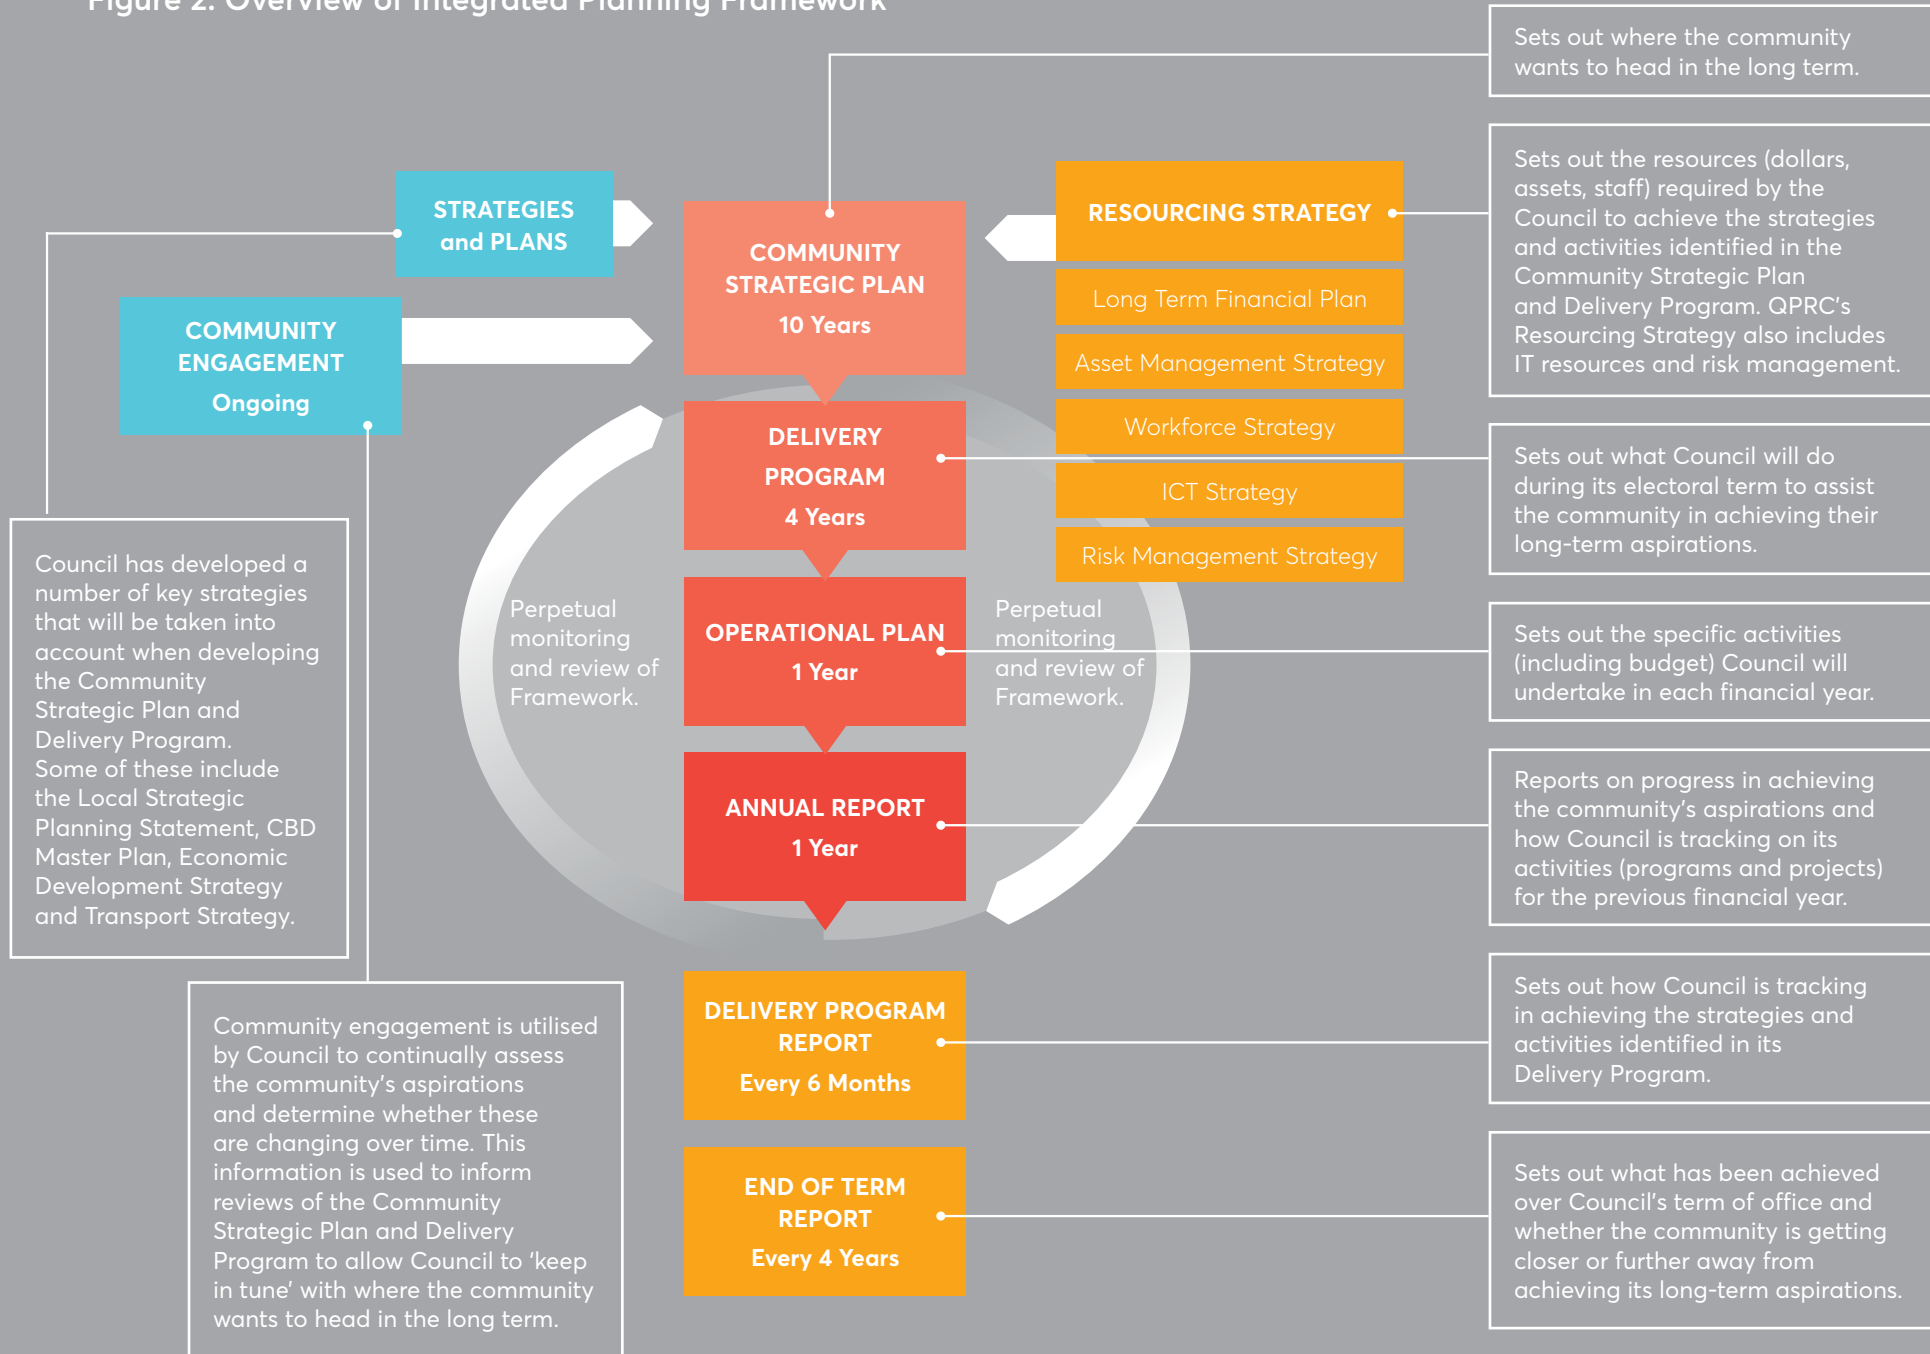 Figure 2: Overview of Integrated Planning Framework
Sets out where the community
wants to head in the long term.
STRATEGIES
and PLANS
COMMUNITY
ENGAGEMENT
Ongoing
COMMUNITY
STRATEGIC PLAN
10 Years
RESOURCING STRATEGY
Long Term Financial Plan
Asset Management Strategy
Workforce Strategy
ICT Strategy
Risk Management Strategy
Sets out the resources (dollars,
assets, staff) required by the
Council to achieve the strategies
and activities identified in the
Community Strategic Plan
and Delivery Program. QPRC's
Resourcing Strategy also includes
IT resources and risk management.
DELIVERY
PROGRAM
4 Years
Sets out what Council will do
during its electoral term to assist
the community in achieving their
long-term aspirations.
Council has developed a
number of key strategies
that will be taken into
account when developing
the Community
Strategic Plan and
Delivery Program.
Some of these include
the Local Strategic
Planning Statement, CBD
Master Plan, Economic
Development Strategy
and Transport Strategy.
Perpetual
monitoring
and review of
Framework.
OPERATIONAL PLAN
1 Year
Perpetual
monitoring
and review of
Framework.
Sets out the specific activities
(including budget) Council will
undertake in each financial year.
ANNUAL REPORT
1 Year
Reports on progress in achieving
the community's aspirations and
how Council is tracking on its
activities (programs and projects)
for the previous financial year.
DELIVERY PROGRAM
REPORT
Every 6 Months
Sets out how Council is tracking
in achieving the strategies and
activities identified in its
Delivery Program.
Community engagement is utilised
by Council to continually assess
the community's aspirations
and determine whether these
are changing over time. This
information is used to inform
reviews of the Community
Strategic Plan and Delivery
Program to allow Council to 'keep
in tune' with where the community
wants to head in the long term.
END OF TERM
REPORT
Every 4 Years
Sets out what has been achieved
over Council's term of office and
whether the community is getting
closer or further away from
achieving its long-term aspirations.